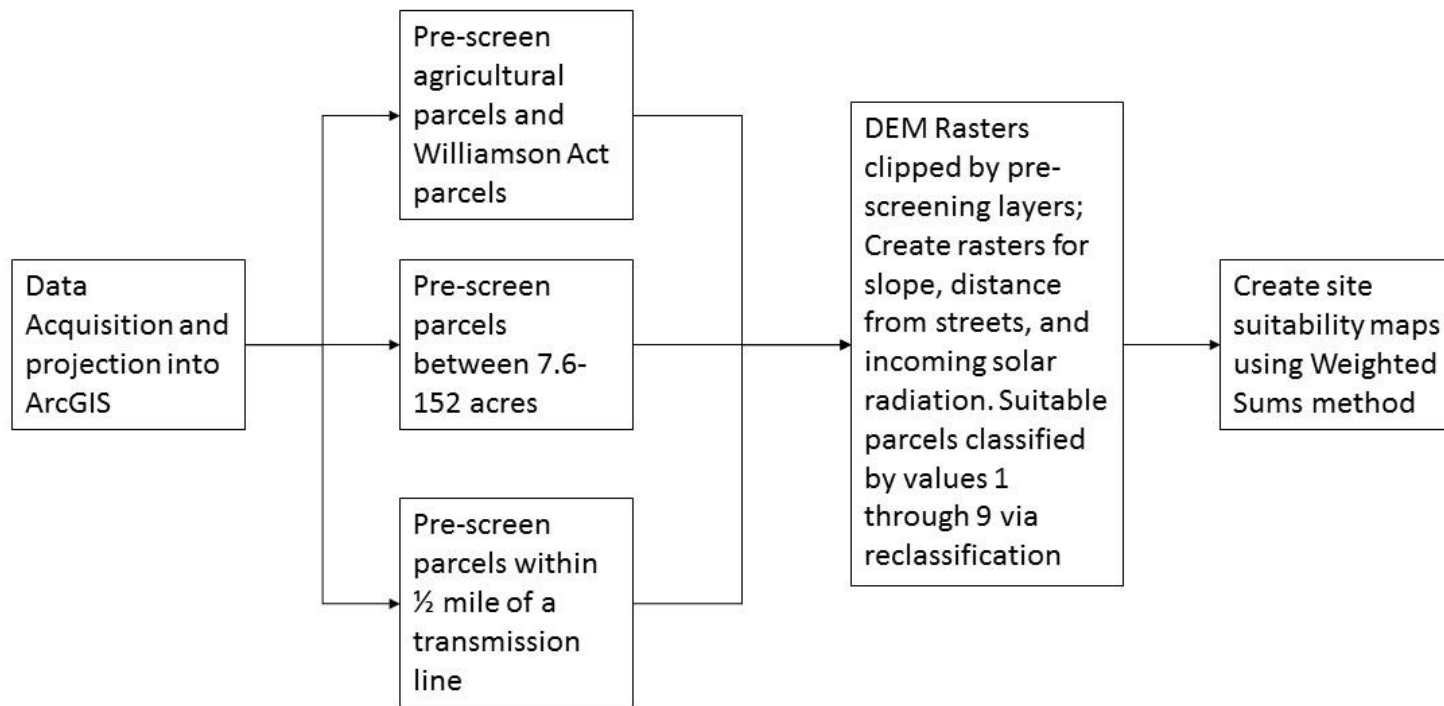 Data
Acquisition and
projection into
ArcGIS
Pre-screen
agricultural
parcels and
Williamson Act
parcels
Pre-screen
parcels
between 7.6-
152 acres
Pre-screen
parcels within
½ mile of a
transmission
line
DEM Rasters
clipped by pre-
screening layers;
Create rasters for
slope, distance
from streets, and
incoming solar
radiation. Suitable
parcels classified
by values 1
through 9 via
reclassification
Create site
suitability maps
using Weighted
Sums method